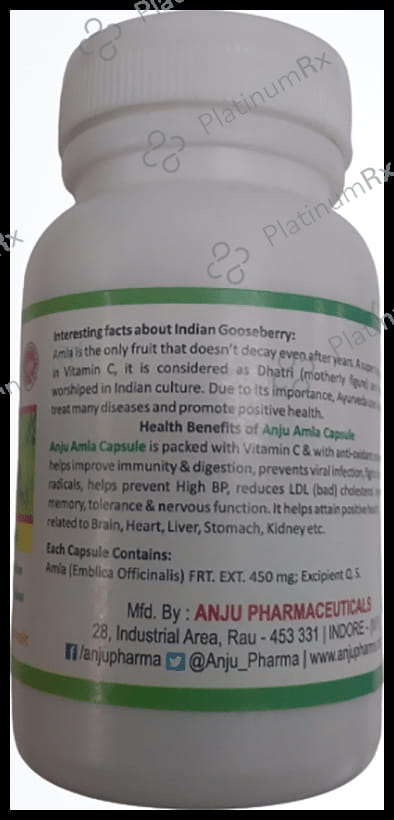 Interesting facts about Indian Gooseberry:
Amla is the only fruit that doesn't decay even after years. A super
in Vitamin C, it is considered as Dhatri (motherly figure)
worshiped in Indian culture. Due to its importance, Ayurveda
treat many diseases and promote positive health.
Health Benefits of Anju Amla Capsule
Anju Amla Capsule is packed with Vitamin C & with anti-oxidant
helps improve immunity & digestion, prevents viral infection,
radicals, helps prevent High BP, reduces LDL (bad) cholesterol
memory, tolerance & nervous function. It helps attain positive
related to Brain, Heart, Liver, Stomach, Kidney etc.
Each Capsule Contains:
Amla (Emblica Officinalis) FRT. EXT. 450 mg; Excipient Q.S.
Mfd. By : ANJU PHARMACEUTICALS
28, Industrial Area, Rau - 453 331 | INDORE -
/anjupharma @Anju_Pharma | www.anjupharma
PlatinumRx
PlatinumRx
PlatinumRx